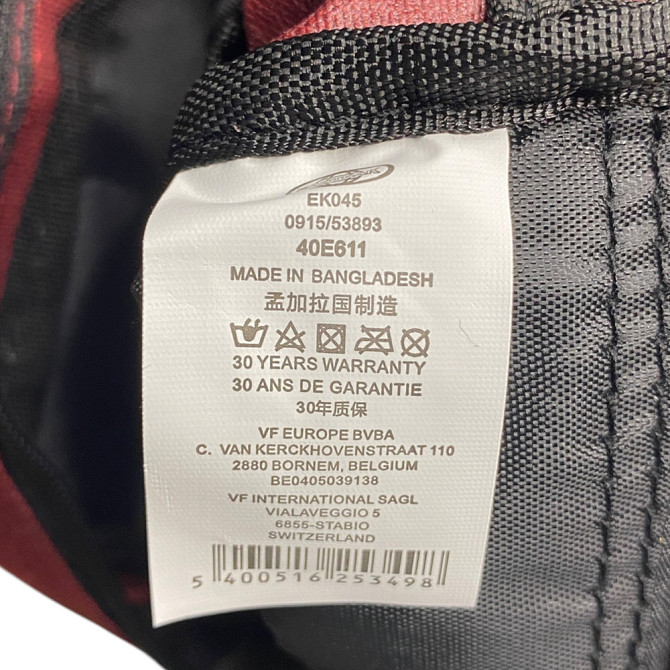 EK045
0915/53893
40E611
MADE IN BANGLADESH
孟加拉国制造
30 YEARS WARRANTY
30 ANS DE GARANTIE
30年质保
VF EUROPE BVBA
C. VAN KERCKHOVENSTRAAT 110
2880 BORNEM, BELGIUM
BE0405039138
VF INTERNATIONAL SAGL
VIALAVEGGIO 5
6855-STABIO
SWITZERLAND
5 400516 253498